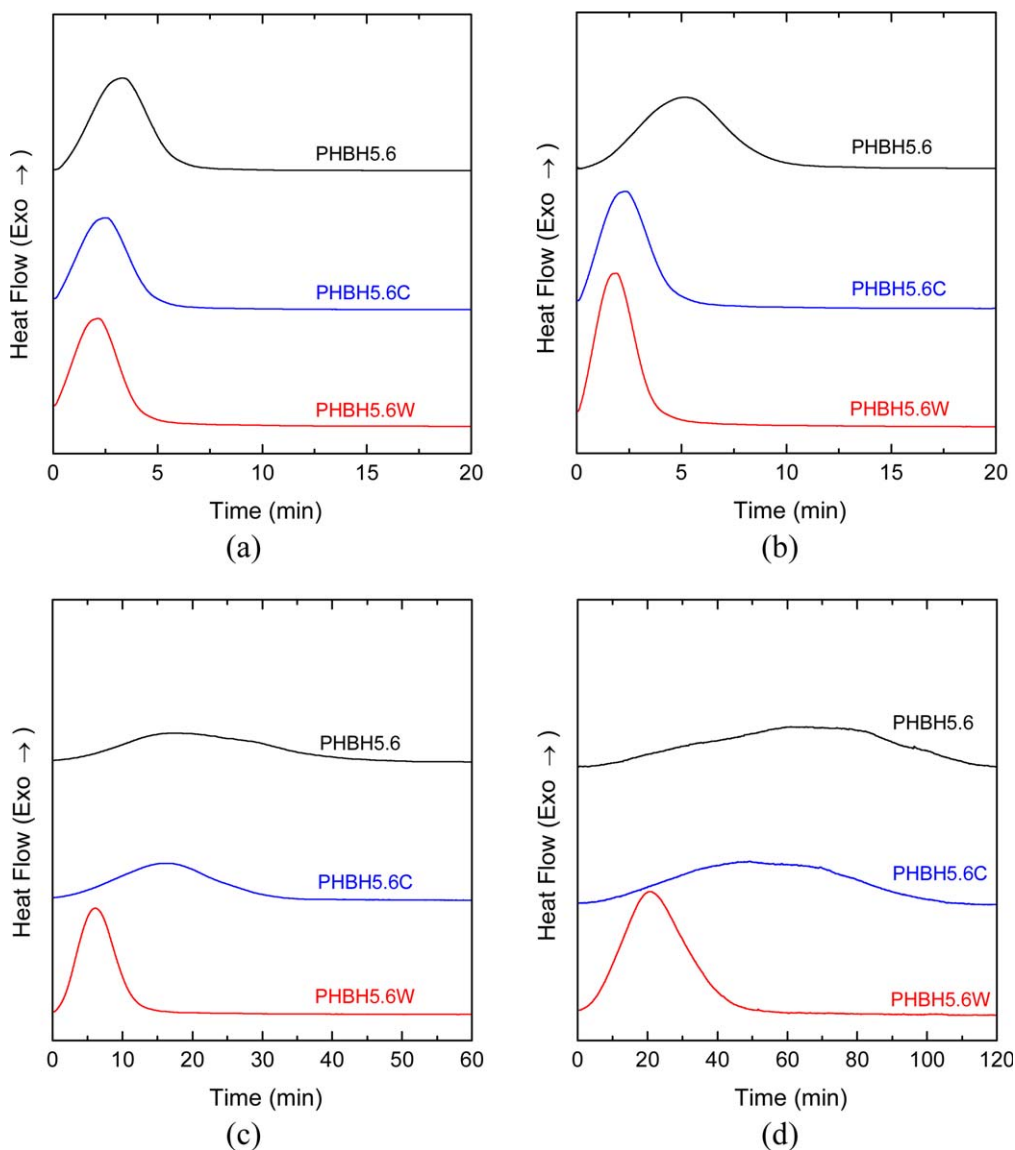 Heat Flow (Exo → )
PHBH5.6
PHBH5.6C
PHBH5.6W
0 5 10 15 20
Time (min)
(a)
Heat Flow (Exo → )
PHBH5.6
PHBH5.6C
PHBH5.6W
0 5 10 15 20
Time (min)
(b)
Heat Flow (Exo → )
PHBH5.6
PHBH5.6C
PHBH5.6W
0 10 20 30 40 50 60
Time (min)
(c)
Heat Flow (Exo → )
PHBH5.6
PHBH5.6C
PHBH5.6W
0 20 40 60 80 100 120
Time (min)
(d)